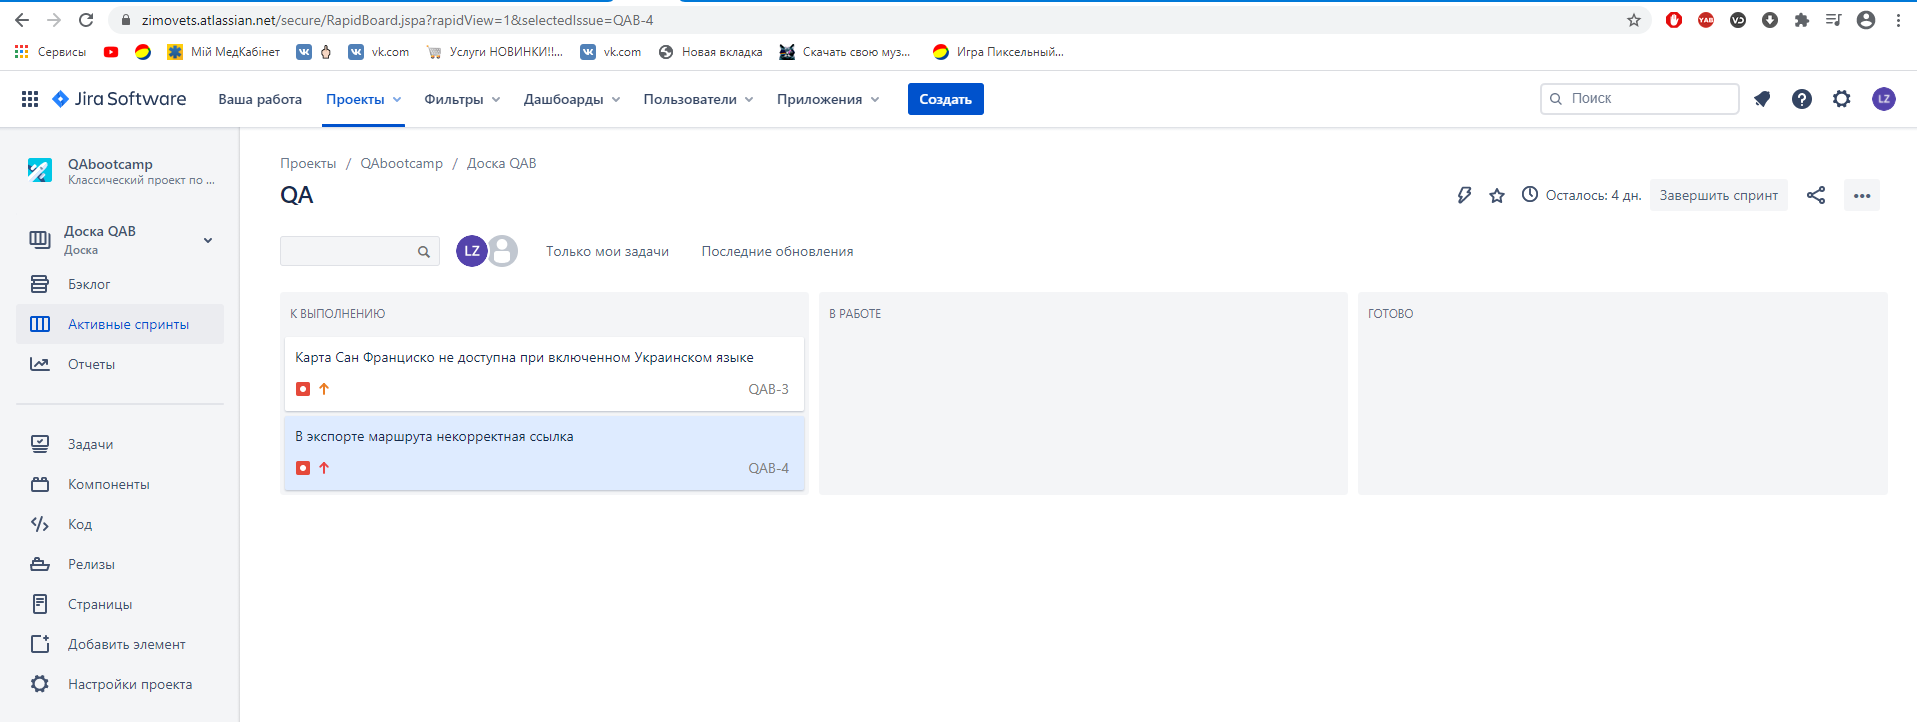 zimovets.atlassian.net/secure/RapidBoard.jspa?rapidView=1&selectedIssue=QAB-4
YAB
Сервисы
Мій МедКабінет
vk.com
Услуги НОВИНКИ!!...
vk.com
Новая вкладка
Скачать свою муз...
Игра Пиксельный...
Jira Software
Ваша работа
Проекты
Фильтры
Дашбоарды
Пользователи
Приложения
Создать
Поиск
LZ
QAbootcamp
Классический проект по ...
Доска QAB
Доска
Бэклог
Активные спринты
Отчеты
Задачи
Компоненты
Код
Релизы
Страницы
Добавить элемент
Настройки проекта
Проекты / QAbootcamp / Доска QAB
QA
Осталось: 4 дн.
Завершить спринт
LZ
Только мои задачи
Последние обновления
К ВЫПОЛНЕНИЮ
Карта Сан Франциско не доступна при включенном Украинском языке
QAB-3
В экспорте маршрута некорректная ссылка
QAB-4
В РАБОТЕ
ГОТОВО